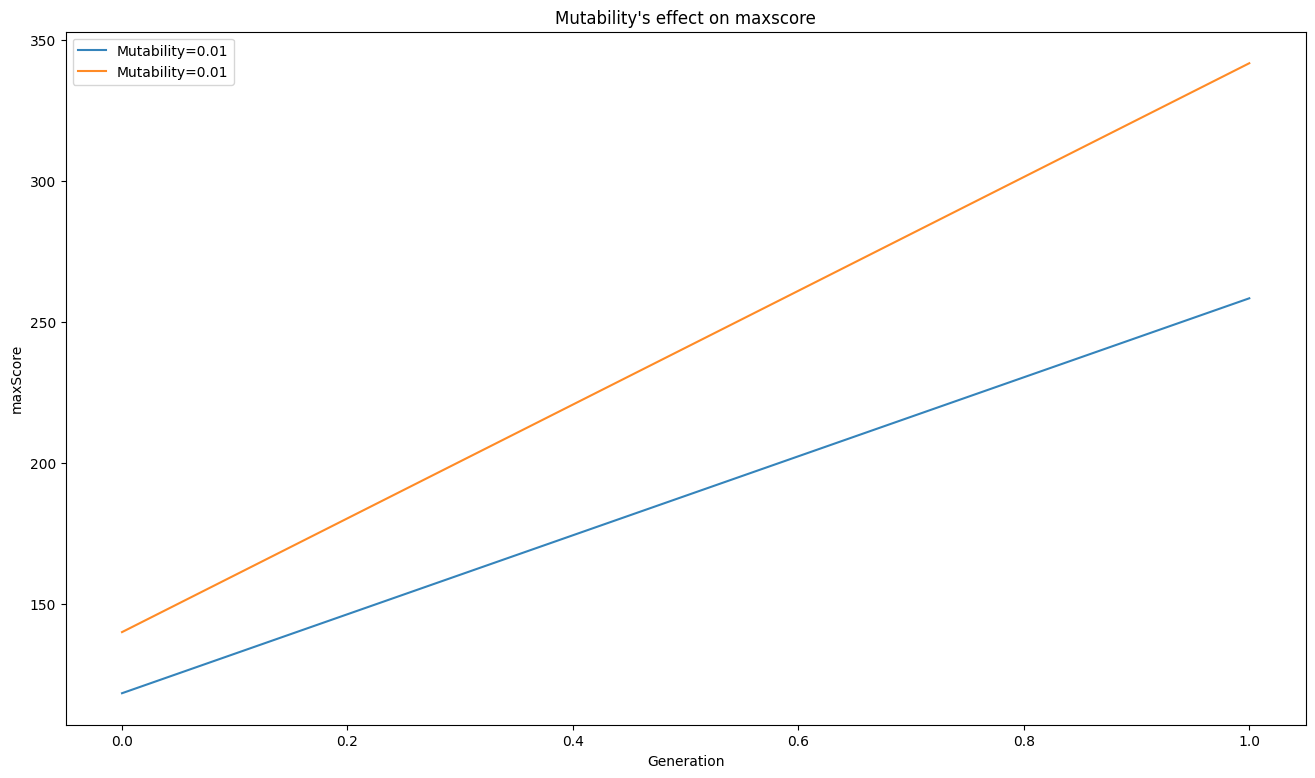 Mutability's effect on maxscore
Mutability=0.01
Mutability=0.01
350
300
250
200
150
maxScore
0.0 0.2 0.4 0.6 0.8 1.0
Generation